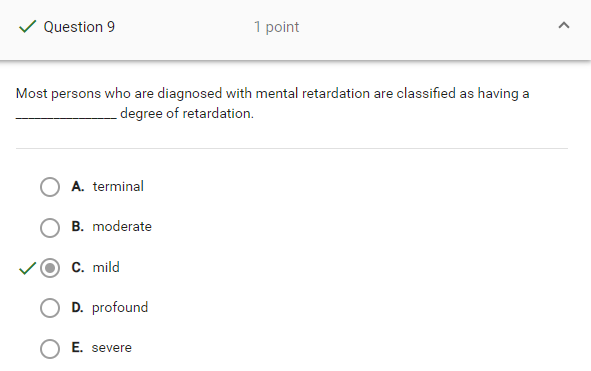 Question 9
1 point
Most persons who are diagnosed with mental retardation are classified as having a
______________ degree of retardation.
A. terminal
B. moderate
C. mild
D. profound
E. severe